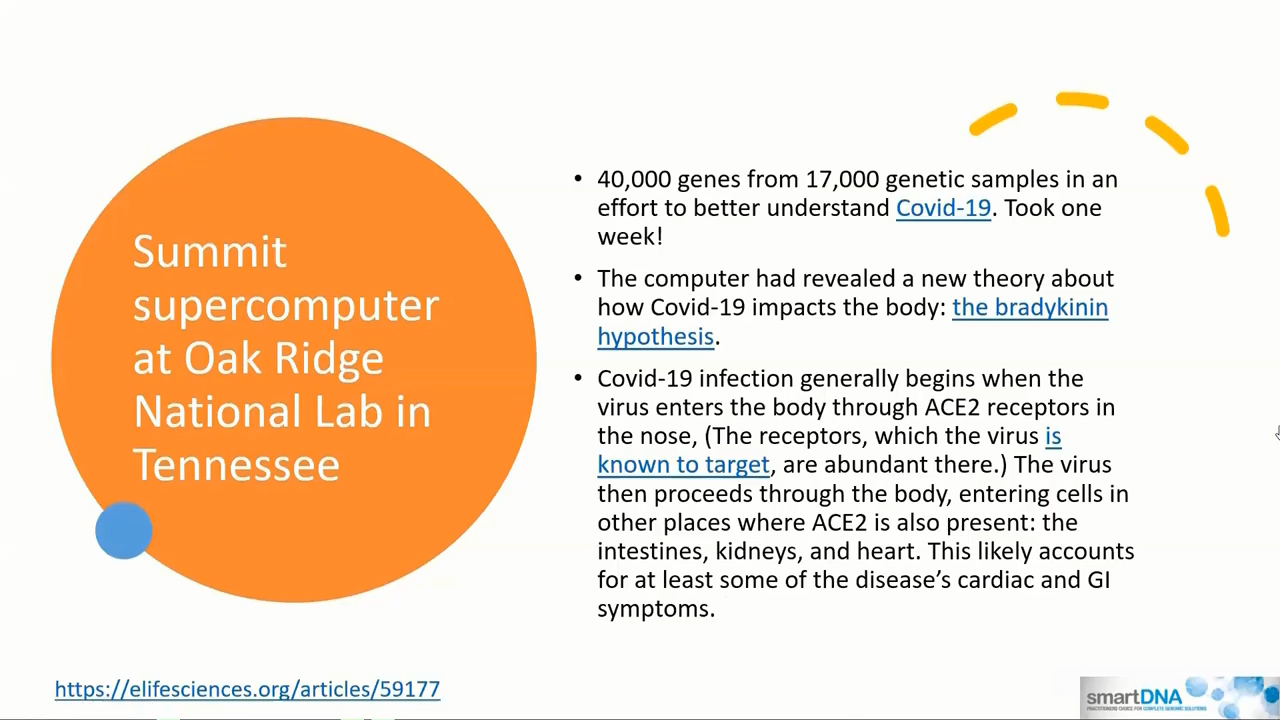 Summit
supercomputer
at Oak Ridge
National Lab in
Tennessee
• 40,000 genes from 17,000 genetic samples in an
effort to better understand Covid-19. Took one
week!
• The computer had revealed a new theory about
how Covid-19 impacts the body: the bradykinin
hypothesis.
• Covid-19 infection generally begins when the
virus enters the body through ACE2 receptors in
the nose, (The receptors, which the virus is
known to target, are abundant there.) The virus
then proceeds through the body, entering cells in
other places where ACE2 is also present: the
intestines, kidneys, and heart. This likely accounts
for at least some of the disease’s cardiac and GI
symptoms.
https://elifesciences.org/articles/59177
smartDNA
PRACTITIONERS CHOICE FOR COMPLETE GENOMIC SOLUTIONS